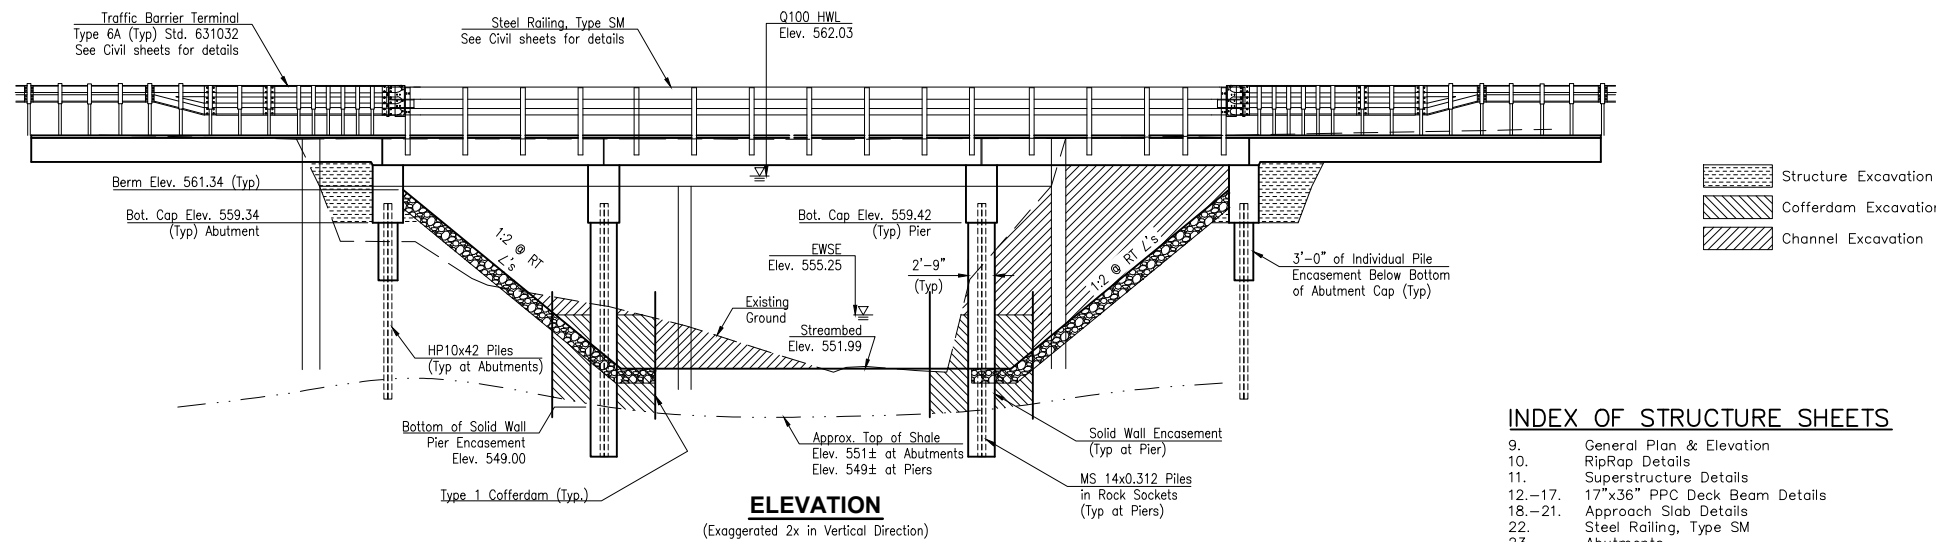 Traffic Barrier Terminal
Type 6A (Typ) Std. 631032
See Civil sheets for details
Steel Railing, Type SM
See Civil sheets for details
Q100 HWL
Elev. 562.03
Berm Elev. 561.34 (Typ)
Bot. Cap Elev. 559.34
(Typ) Abutment
1:2 @ RT
∠'s
Bot. Cap Elev. 559.42
(Typ) Pier
EWSE
Elev. 555.25
2'-9"
(Typ)
1:2 @ RT ∠'s
Existing
Ground
Streambed
Elev. 551.99
3'-0" of Individual Pile
Encasement Below Bottom
of Abutment Cap (Typ)
HP10x42 Piles
(Typ at Abutments)
Bottom of Solid Wall
Pier Encasement
Elev. 549.00
Type 1 Cofferdam (Typ.)
Approx. Top of Shale
Elev. 551± at Abutments
Elev. 549± at Piers
Solid Wall Encasement
(Typ at Pier)
MS 14x0.312 Piles
in Rock Sockets
(Typ at Piers)
ELEVATION
(Exaggerated 2x in Vertical Direction)
Structure Excavation
Cofferdam Excavation
Channel Excavation
INDEX OF STRUCTURE SHEETS
9. General Plan & Elevation
10. RipRap Details
11. Superstructure Details
12.-17. 17"x36" PPC Deck Beam Details
18.-21. Approach Slab Details
22. Steel Railing, Type SM